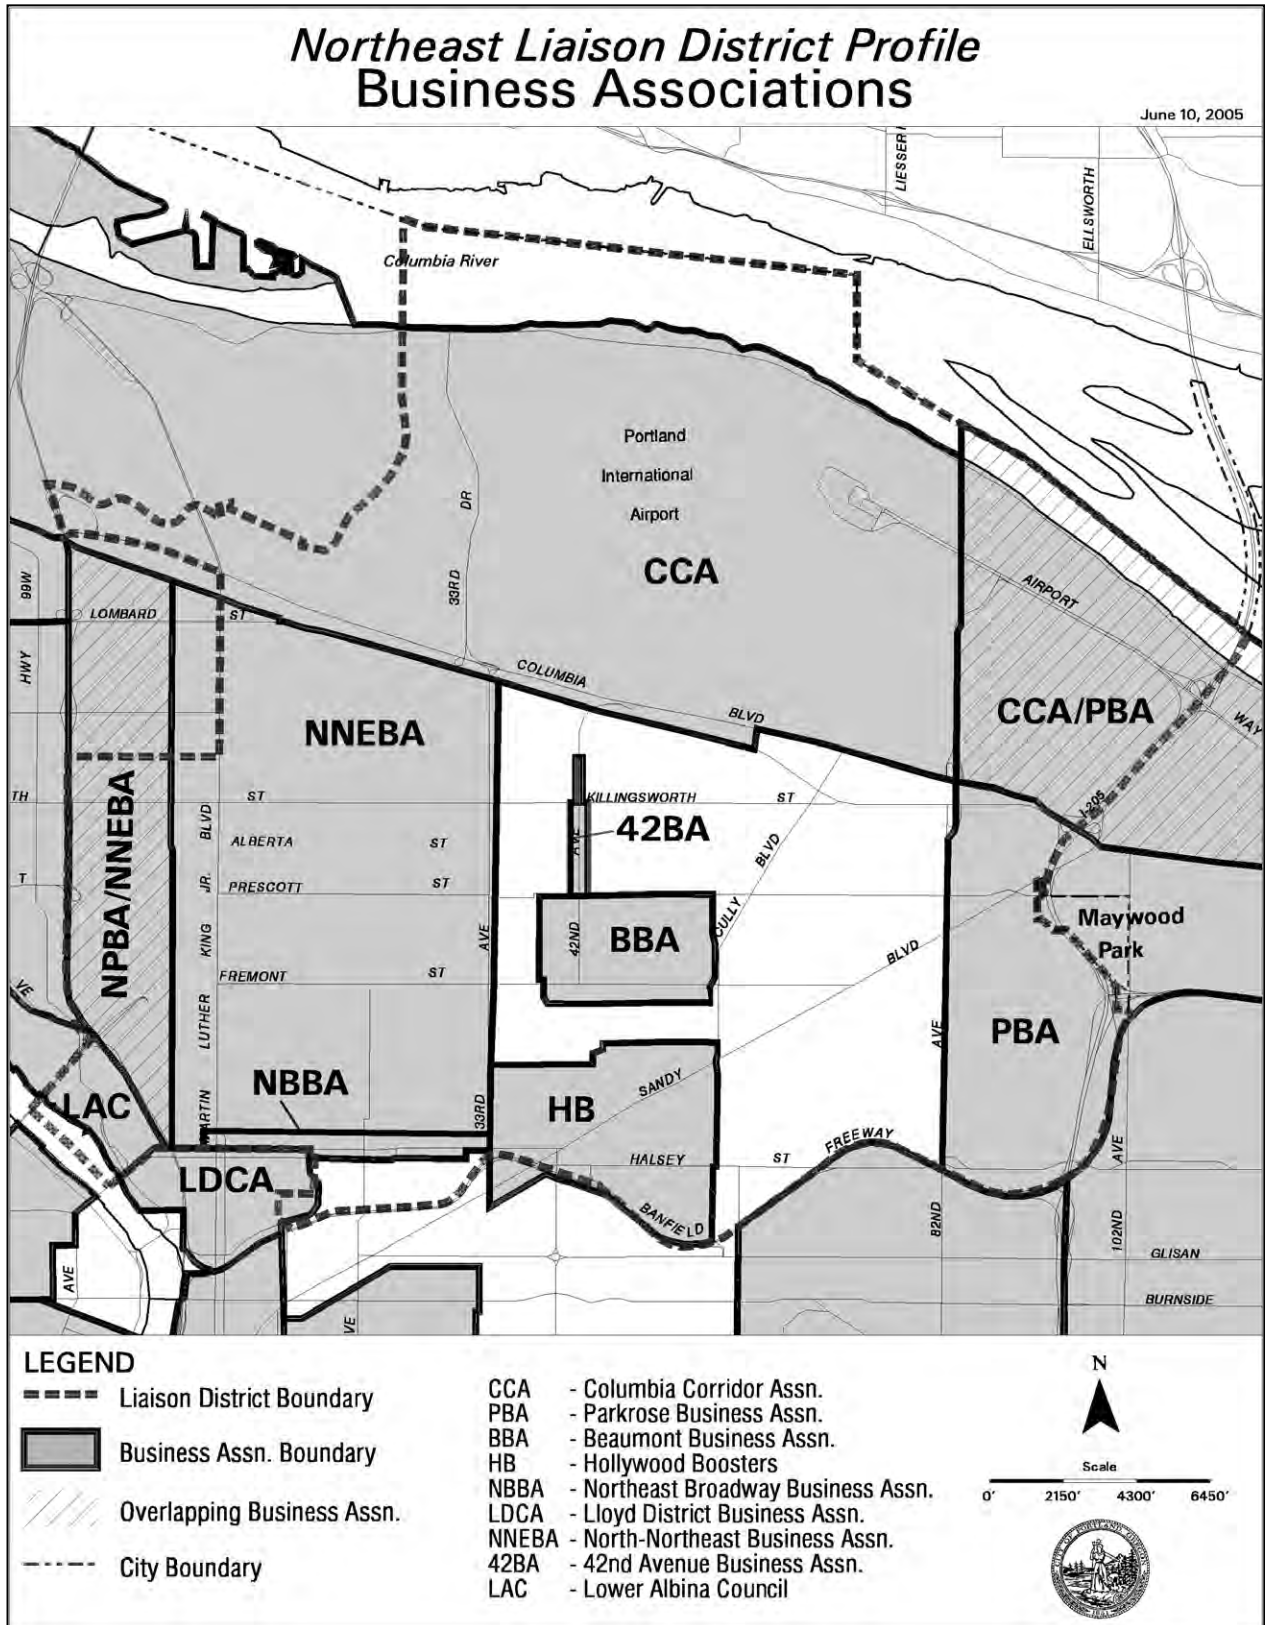 Northeast Liaison District Profile
Business Associations
June 10, 2005
ELLSWORTH
Columbia River
Portland
International
Airport
DR
33RD
CCA
AIRPORT
WAY
99W
HWY
LOMBARD
ST
COLUMBIA
BLVD
CCA/PBA
NNEBA
NPBA/NNEBA
TH
ST
KILLINGSWORTH
ST
I-205
42BA
AVE
ALBERTA
ST
T
PRESCOTT
ST
CULLY
BLVD
MARTIN
LUTHER
KING
JR.
BLVD
42ND
BBA
Maywood
Park
33RD
AVE
BLVD
FREMONT
ST
VE
PBA
AVE
NBBA
SANDY
LAC
HB
FREEWAY
HALSEY
ST
LDCA
BANFIELD
82ND
102ND
AVE
GLISAN
BURNSIDE
AVE
VE
LEGEND
Liaison District Boundary
Business Assn. Boundary
Overlapping Business Assn.
City Boundary
CCA - Columbia Corridor Assn.
PBA - Parkrose Business Assn.
BBA - Beaumont Business Assn.
HB - Hollywood Boosters
NBBA - Northeast Broadway Business Assn.
LDCA - Lloyd District Business Assn.
NNEBA - North-Northeast Business Assn.
42BA - 42nd Avenue Business Assn.
LAC - Lower Albina Council
N
Scale
0' 2150' 4300' 6450'